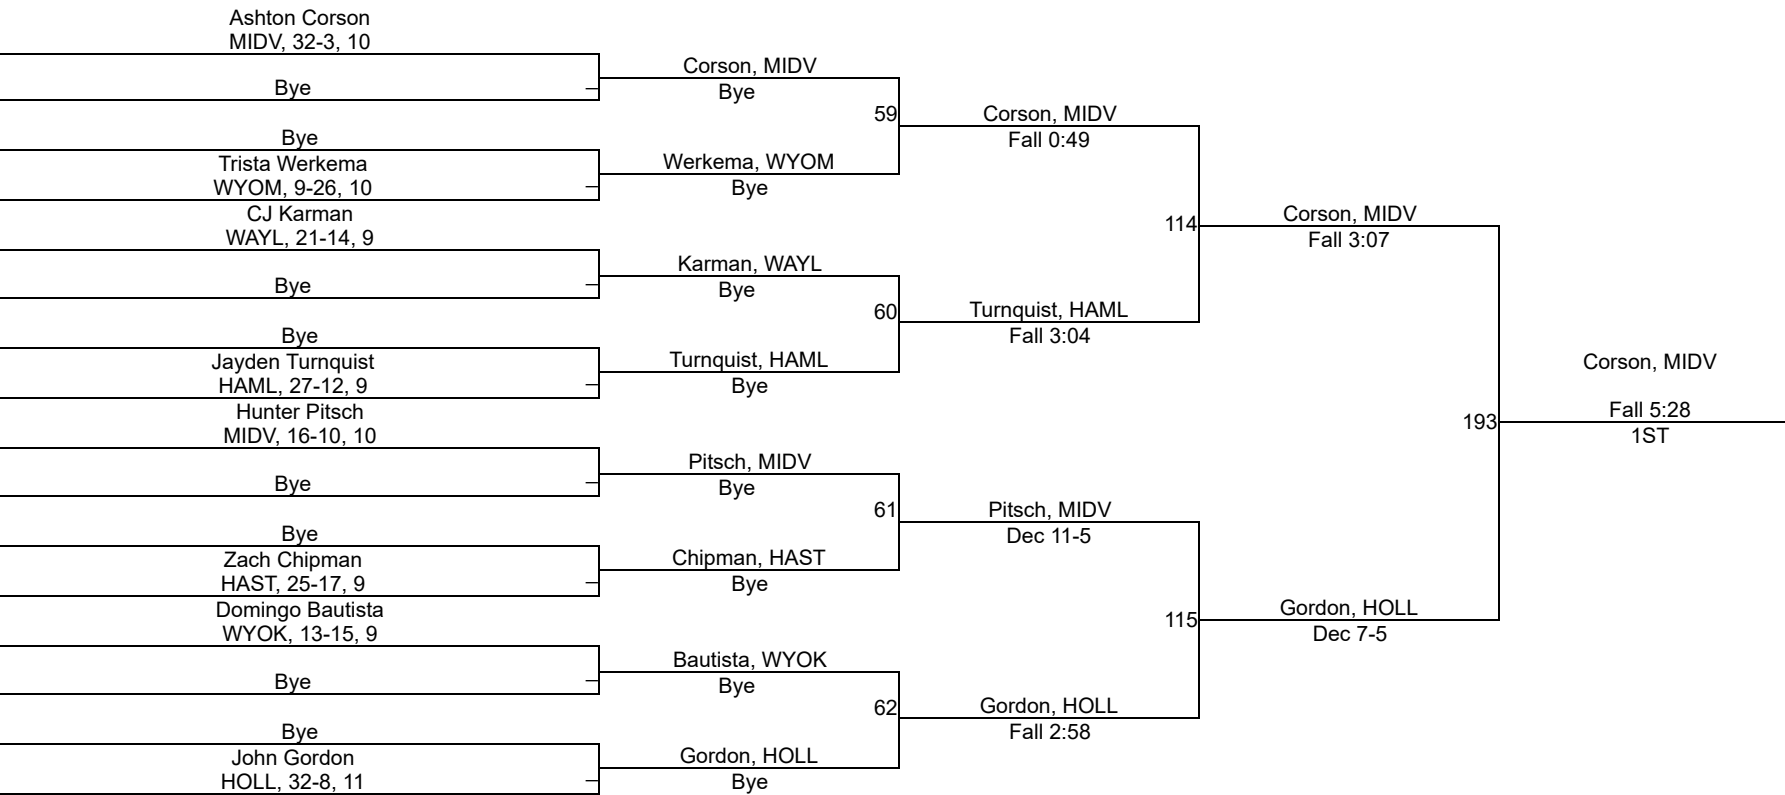 Ashton Corson
MIDV, 32-3, 10
Bye
Bye
Trista Werkema
WYOM, 9-26, 10
CJ Karman
WAYL, 21-14, 9
Bye
Bye
Jayden Turnquist
HAML, 27-12, 9
Hunter Pitsch
MIDV, 16-10, 10
Bye
Bye
Zach Chipman
HAST, 25-17, 9
Domingo Bautista
WYOK, 13-15, 9
Bye
Bye
John Gordon
HOLL, 32-8, 11
Corson, MIDV
Bye
59
Werkema, WYOM
Bye
Karman, WAYL
Bye
60
Turnquist, HAML
Bye
Pitsch, MIDV
Bye
61
Chipman, HAST
Bye
Bautista, WYOK
Bye
62
Gordon, HOLL
Bye
Corson, MIDV
Fall 0:49
114
Turnquist, HAML
Fall 3:04
Pitsch, MIDV
Dec 11-5
115
Gordon, HOLL
Fall 2:58
Corson, MIDV
Fall 3:07
193
Gordon, HOLL
Dec 7-5
Corson, MIDV
Fall 5:28
1ST